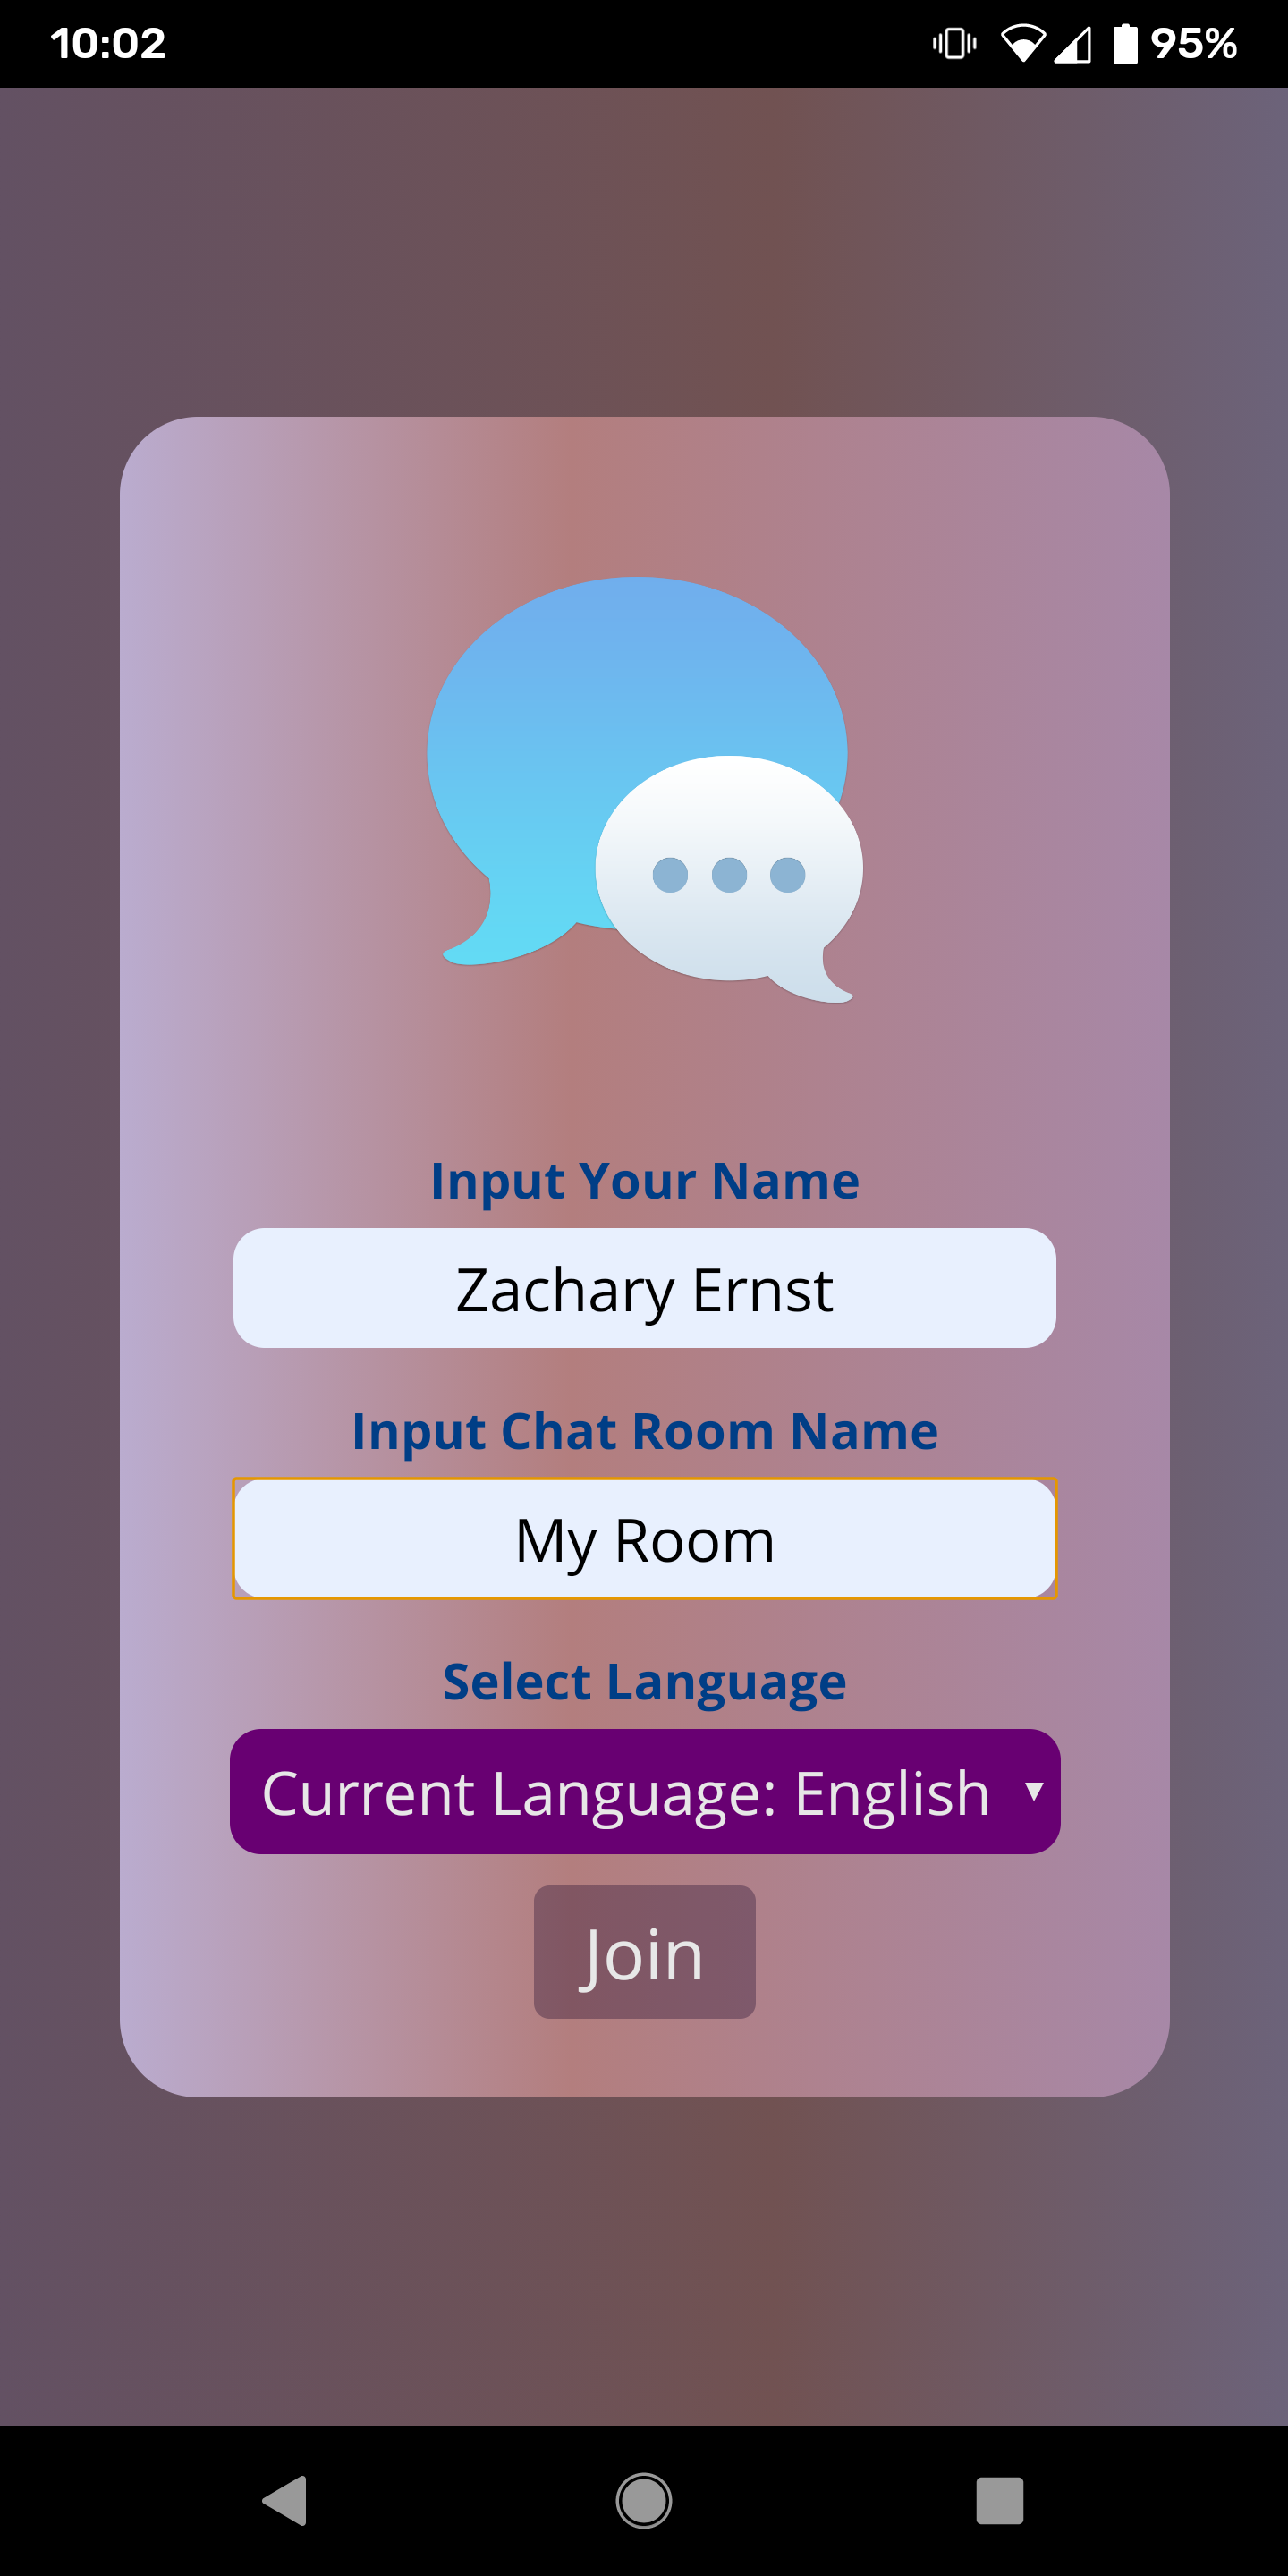 10:02 95%
Input Your Name
Zachary Ernst
Input Chat Room Name
My Room
Select Language
Current Language: English
Join